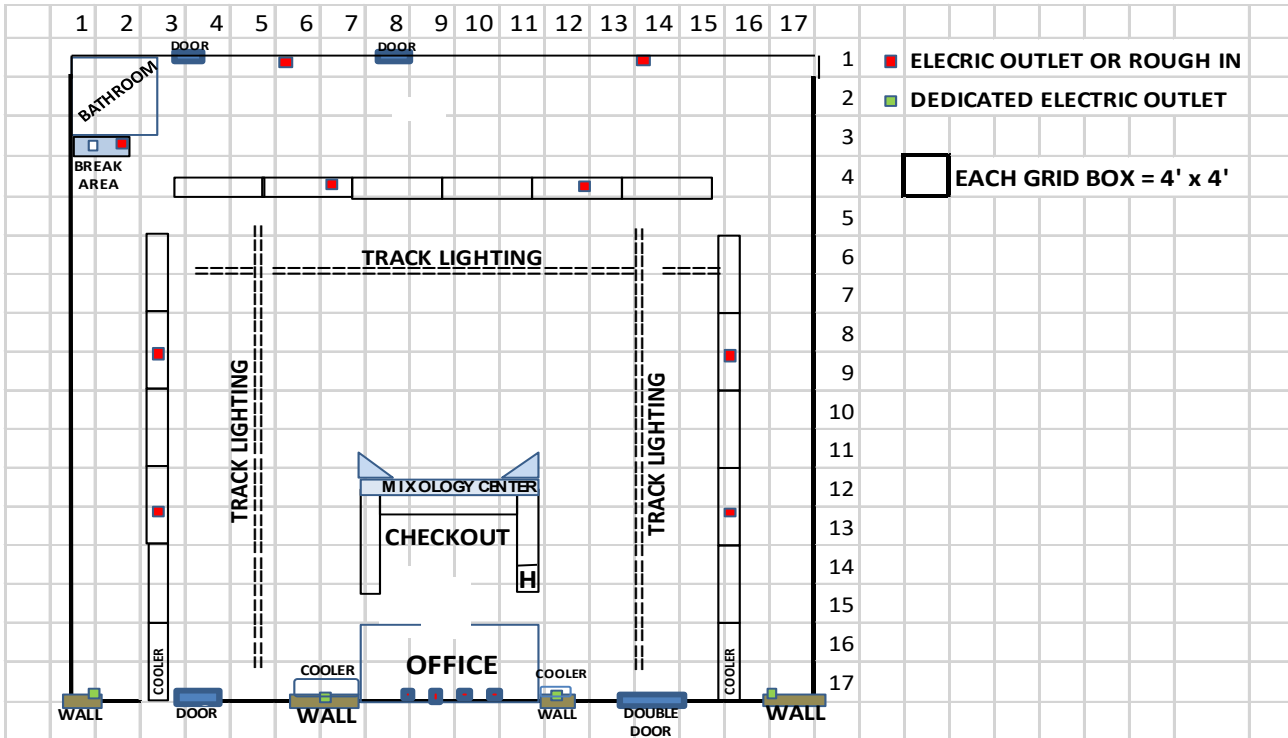 1 2 3 4 5 6 7 8 9 10 11 12 13 14 15 16 17
DOOR
DOOR
1
ELECRIC OUTLET OR ROUGH IN
BATHROOM
2
DEDICATED ELECTRIC OUTLET
3
BREAK
AREA
4
EACH GRID BOX = 4' x 4'
5
TRACK LIGHTING
6
7
8
9
TRACK LIGHTING
TRACK LIGHTING
10
11
MIXOLOGY CENTER
12
CHECKOUT
13
H
14
15
16
COOLER
COOLER
OFFICE
COOLER
COOLER
17
WALL
DOOR
WALL
WALL
DOUBLE
DOOR
WALL